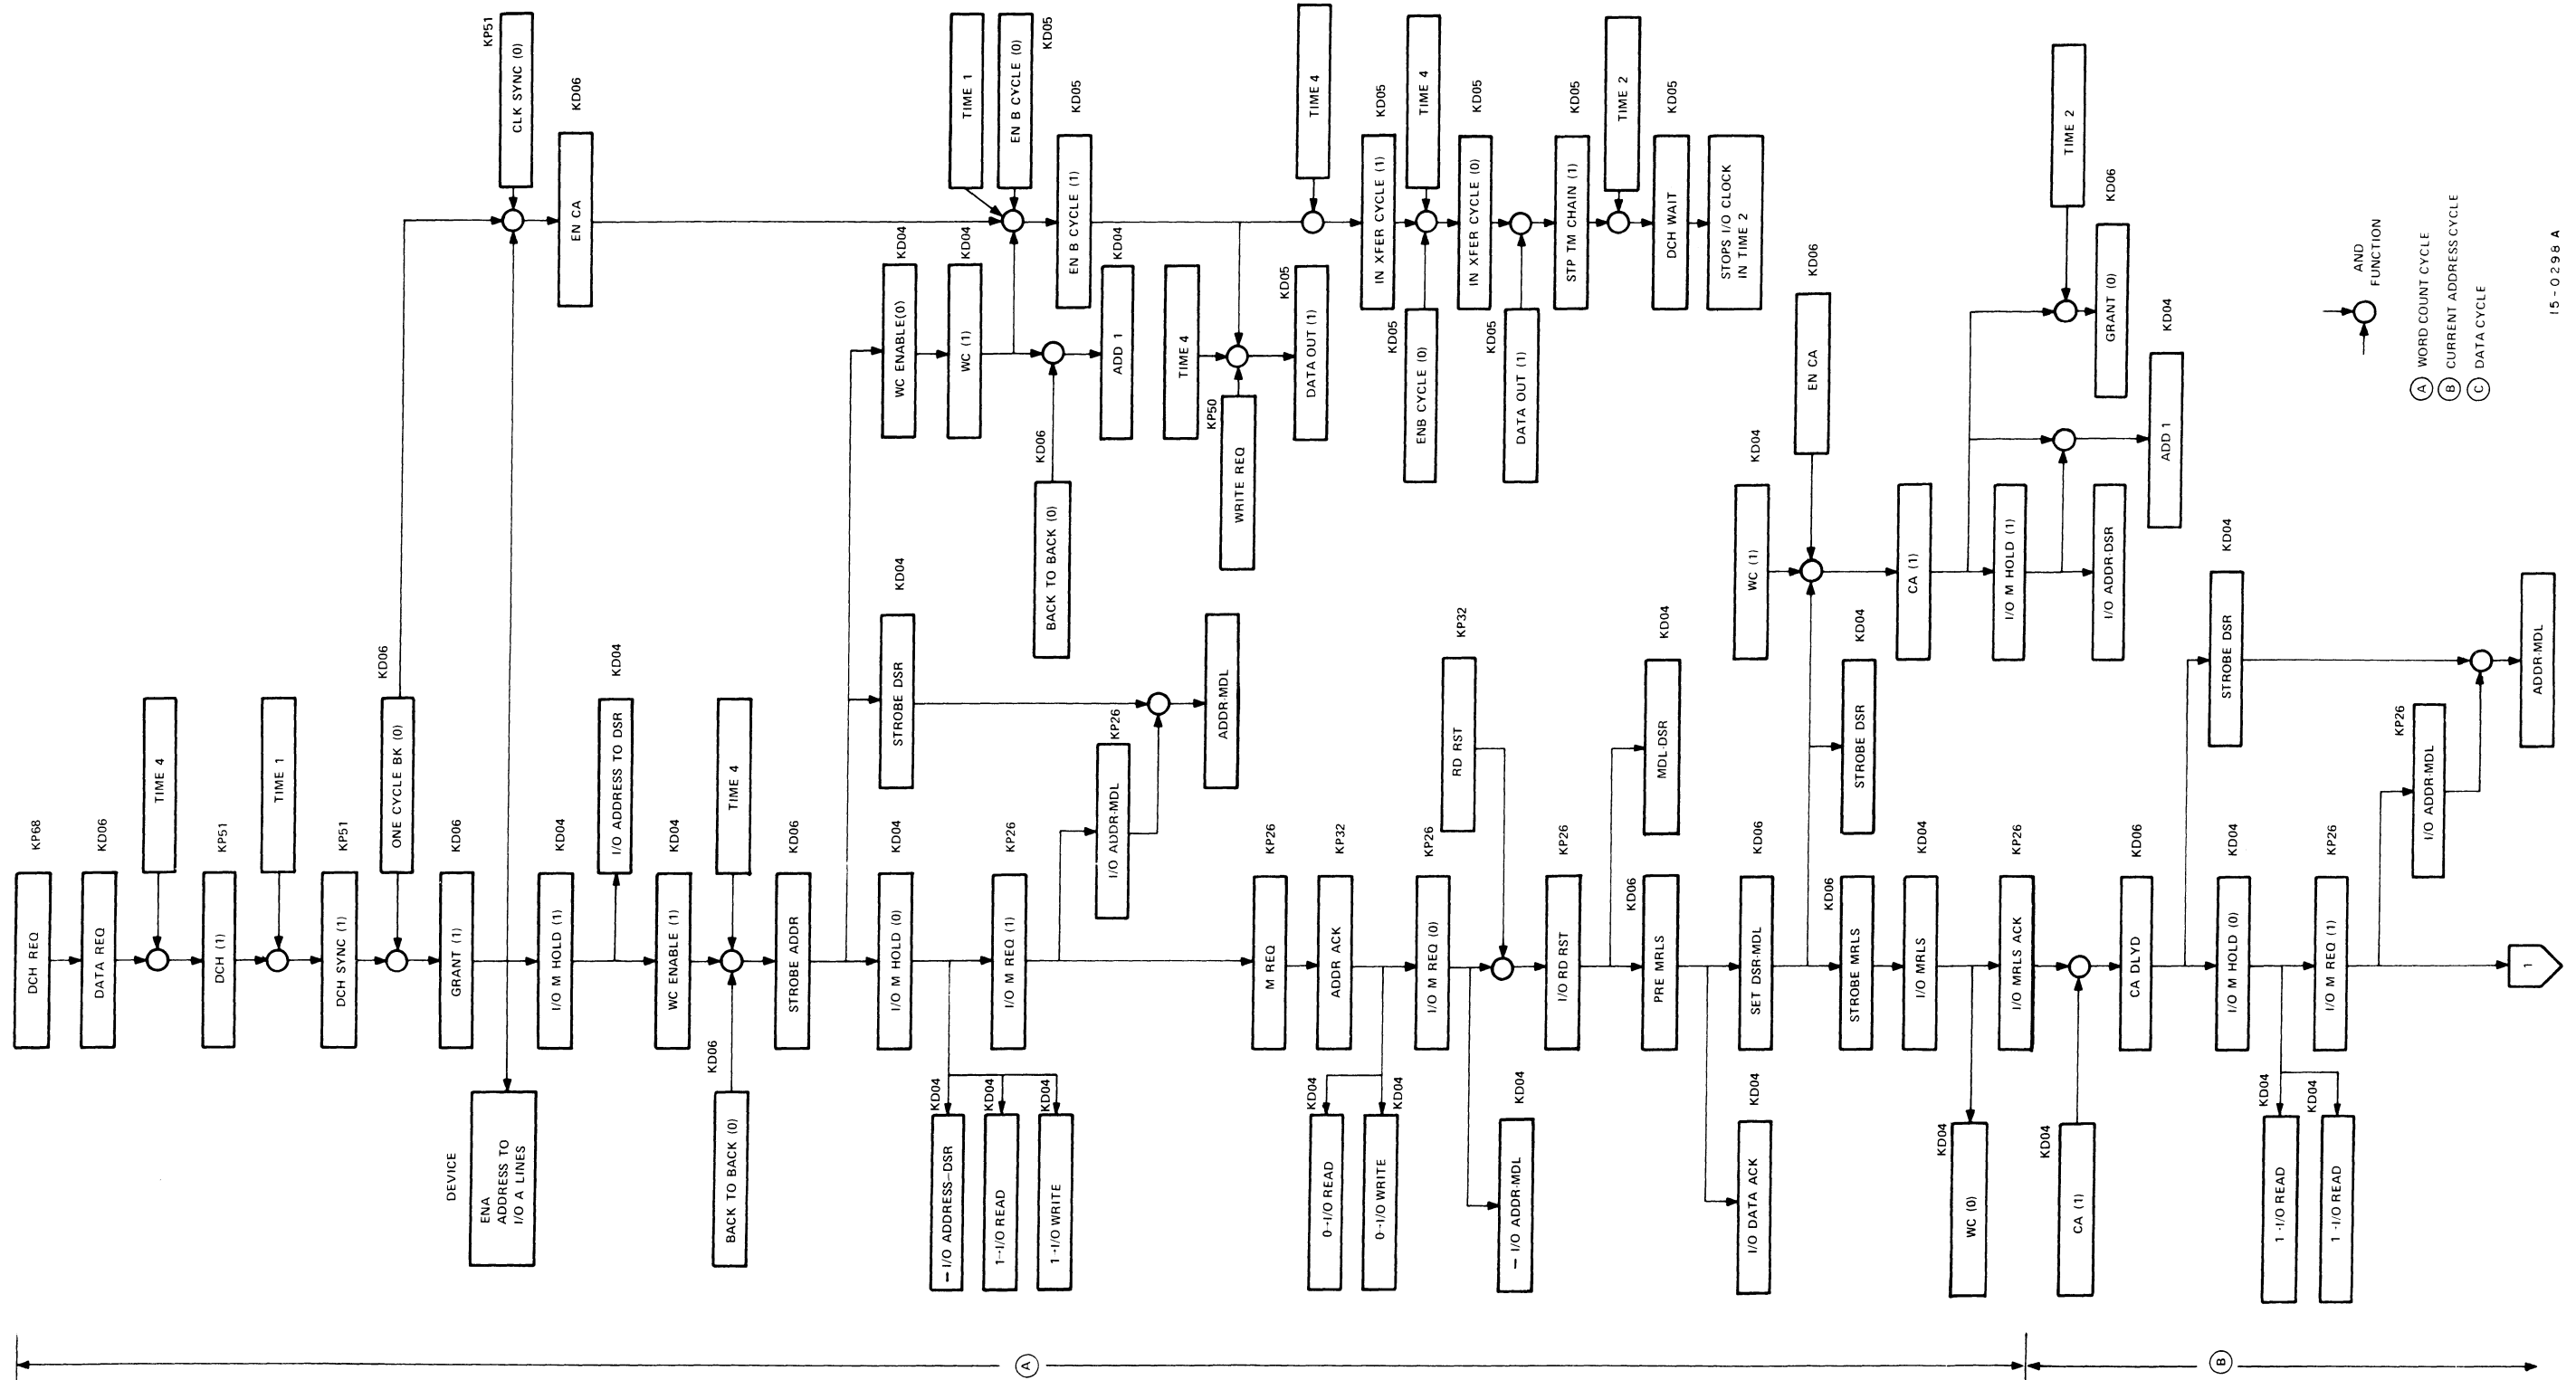 KP68
DCH REQ
KD06
DATA REQ
TIME 4
KP51
DCH (1)
TIME 1
KP51
DCH SYNC (1)
KD06
ONE CYCLE BK (0)
KD06
GRANT (1)
DEVICE
ENA
ADDRESS TO
I/O A LINES
KP51
CLK SYNC (0)
KD06
EN CA
KD04
I/O M HOLD (1)
KD04
I/O ADDRESS TO DSR
KD04
WC ENABLE (1)
TIME 4
KD06
BACK TO BACK (0)
KD06
STROBE ADDR
KD04
I/O M HOLD (0)
KD04
STROBE DSR
KD04
WC ENABLE(0)
KD04
WC (1)
TIME 1
KD05
EN B CYCLE (0)
KD05
EN B CYCLE (1)
KD04
— I/O ADDRESS–DSR
KD04
1–I/O READ
KD04
1–I/O WRITE
KP26
I/O M REQ (1)
KP26
I/O ADDR-MDL
ADDR-MDL
KD06
BACK TO BACK (0)
KD04
ADD 1
TIME 4
KP50
WRITE REQ
KD05
DATA OUT (1)
TIME 4
KP26
M REQ
KP32
ADDR ACK
KD04
0–I/O READ
KD04
0–I/O WRITE
KP26
I/O M REQ (0)
KP32
RD RST
KD04
— I/O ADDR-MDL
KP26
I/O RD RST
KD05
IN XFER CYCLE (1)
TIME 4
KD05
ENB CYCLE (0)
KD05
IN XFER CYCLE (0)
KD05
DATA OUT (1)
KD05
STP TM CHAIN (1)
TIME 2
KD05
DCH WAIT
STOPS I/O CLOCK
IN TIME 2
KD06
PRE MRLS
KD04
MDL-DSR
KD04
I/O DATA ACK
KD06
SET DSR-MDL
KD04
WC (1)
KD06
EN CA
KD04
STROBE DSR
KD06
STROBE MRLS
KD04
I/O MRLS
CA (1)
KD04
WC (0)
KP26
I/O MRLS ACK
I/O M HOLD (1)
TIME 2
KD06
GRANT (0)
KD04
ADD 1
I/O ADDR-DSR
KD04
CA (1)
KD06
CA DLYD
KD04
I/O M HOLD (0)
KD04
STROBE DSR
KD04
1 -I/O READ
KD04
1 -I/O READ
KP26
I/O M REQ (1)
KP26
I/O ADDR-MDL
ADDR-MDL
1
AND
FUNCTION
A WORD COUNT CYCLE
B CURRENT ADDRESS CYCLE
C DATA CYCLE
15-0298 A
A
B